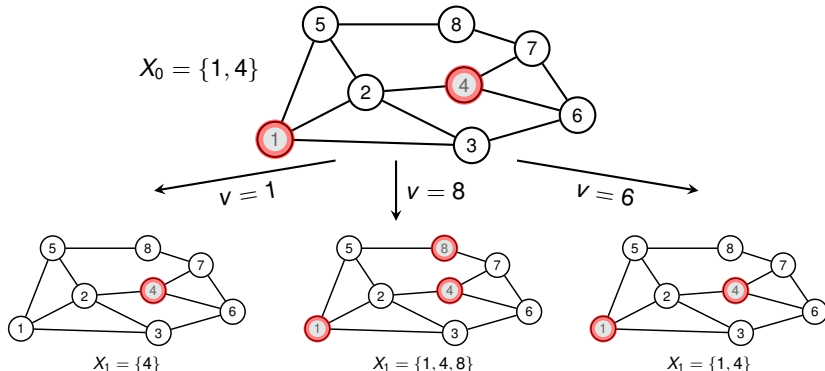 5 8
7
X₀ = {1, 4}
2 4
6
1 3
v = 1 v = 8 v = 6
5 8 7 2 4 6 1 3
5 8 7 2 4 6 1 3
5 8 7 2 4 6 1 3
X₁ = {4} X₁ = {1, 4, 8} X₁ = {1, 4}